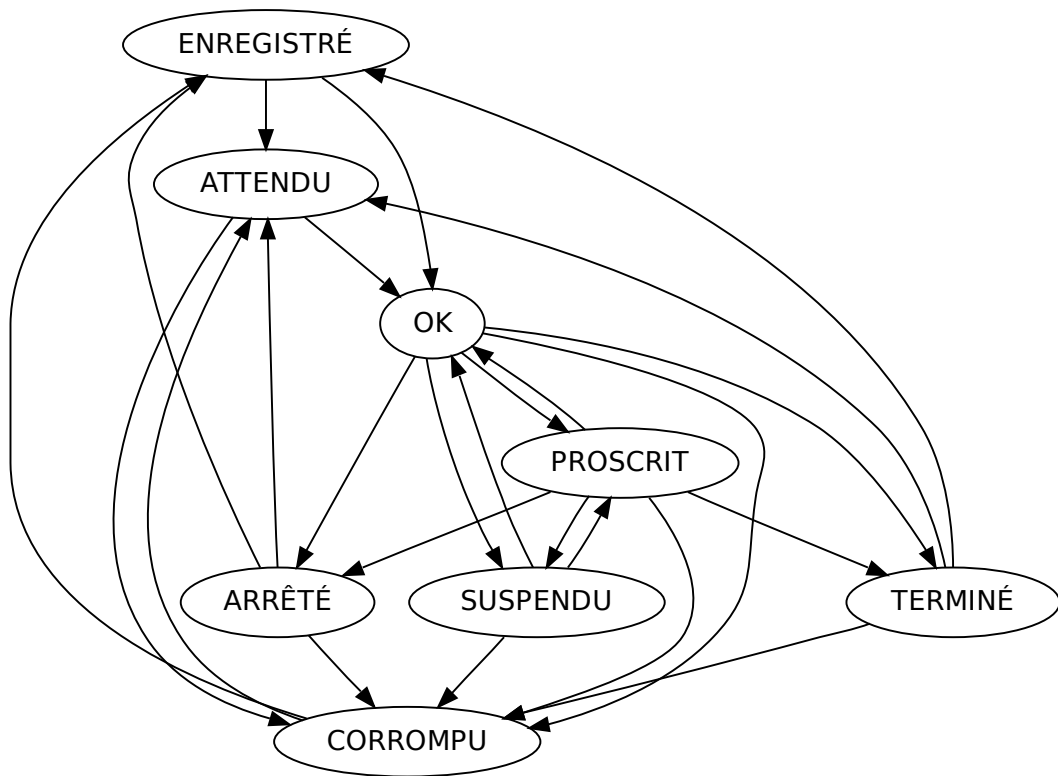 ENREGISTRÉ
ATTENDU
OK
PROSCRIT
ARRÊTÉ
SUSPENDU
TERMINÉ
CORROMPU